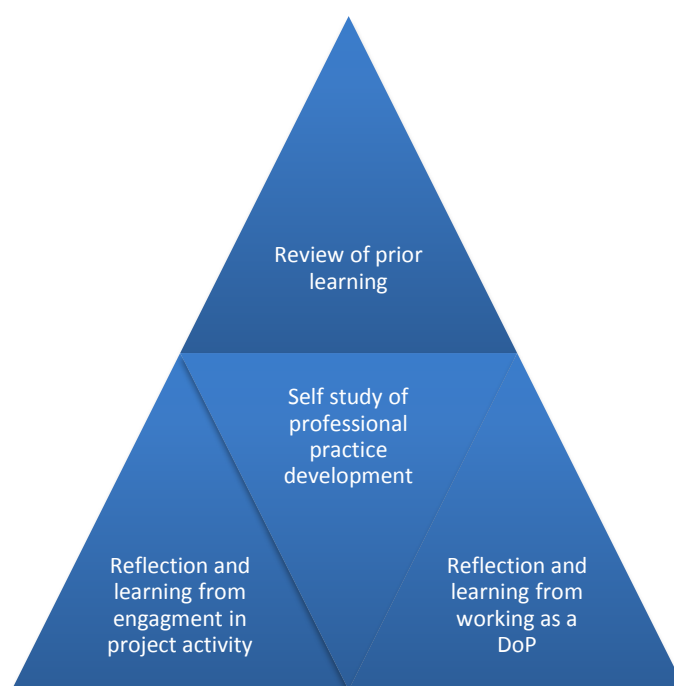 Review of prior
learning
Self study of
professional
practice
development
Reflection and
learning from
engagment in
project activity
Reflection and
learning from
working as a
DoP